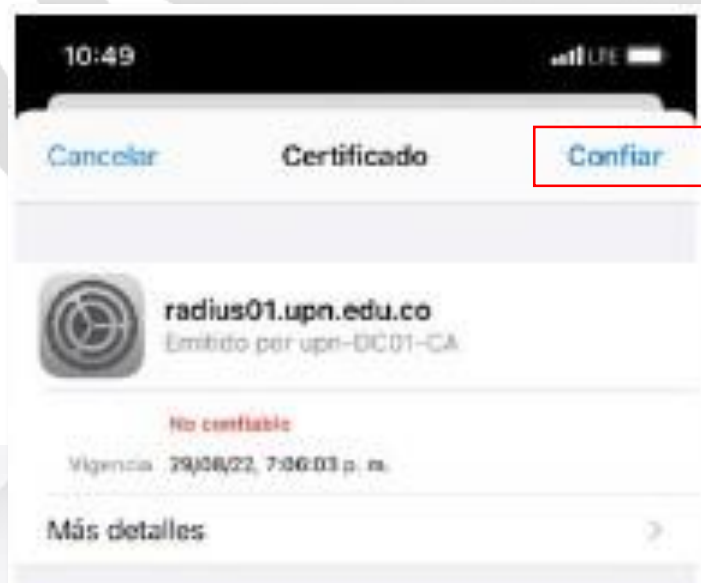 10:49 LTE
Cancelar Certificado Confiar
radius01.upn.edu.co
Emitido por upn-DC01-CA
No confiable
Vigencia 29/08/22, 7:06:03 p. m.
Más detalles